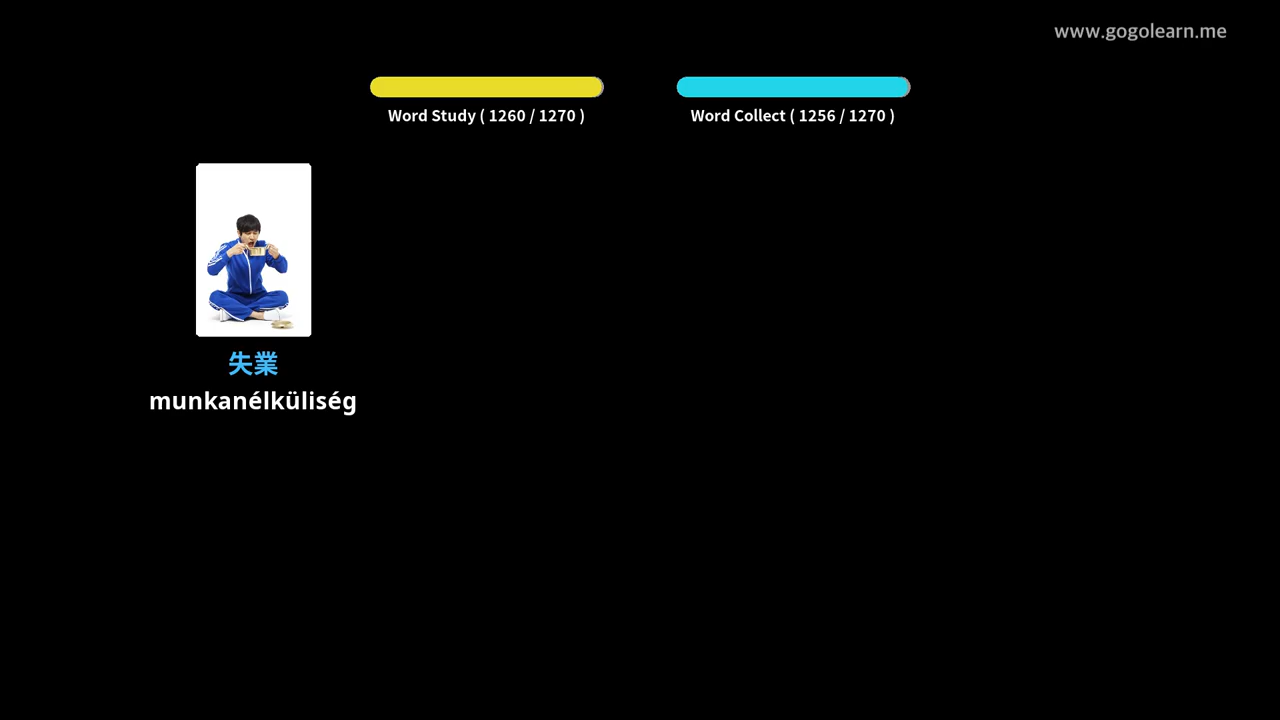 www.gogolearn.me
Word Study ( 1260 / 1270 )
Word Collect ( 1256 / 1270 )
失業
munkanélküliség